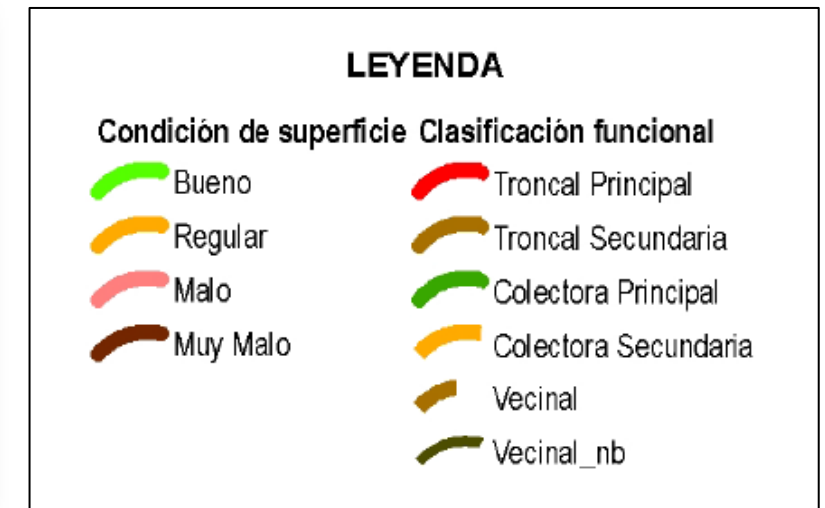 LEYENDA
Condición de superficie
Bueno
Regular
Malo
Muy Malo
Clasificación funcional
Troncal Principal
Troncal Secundaria
Colectora Principal
Colectora Secundaria
Vecinal
Vecinal_nb